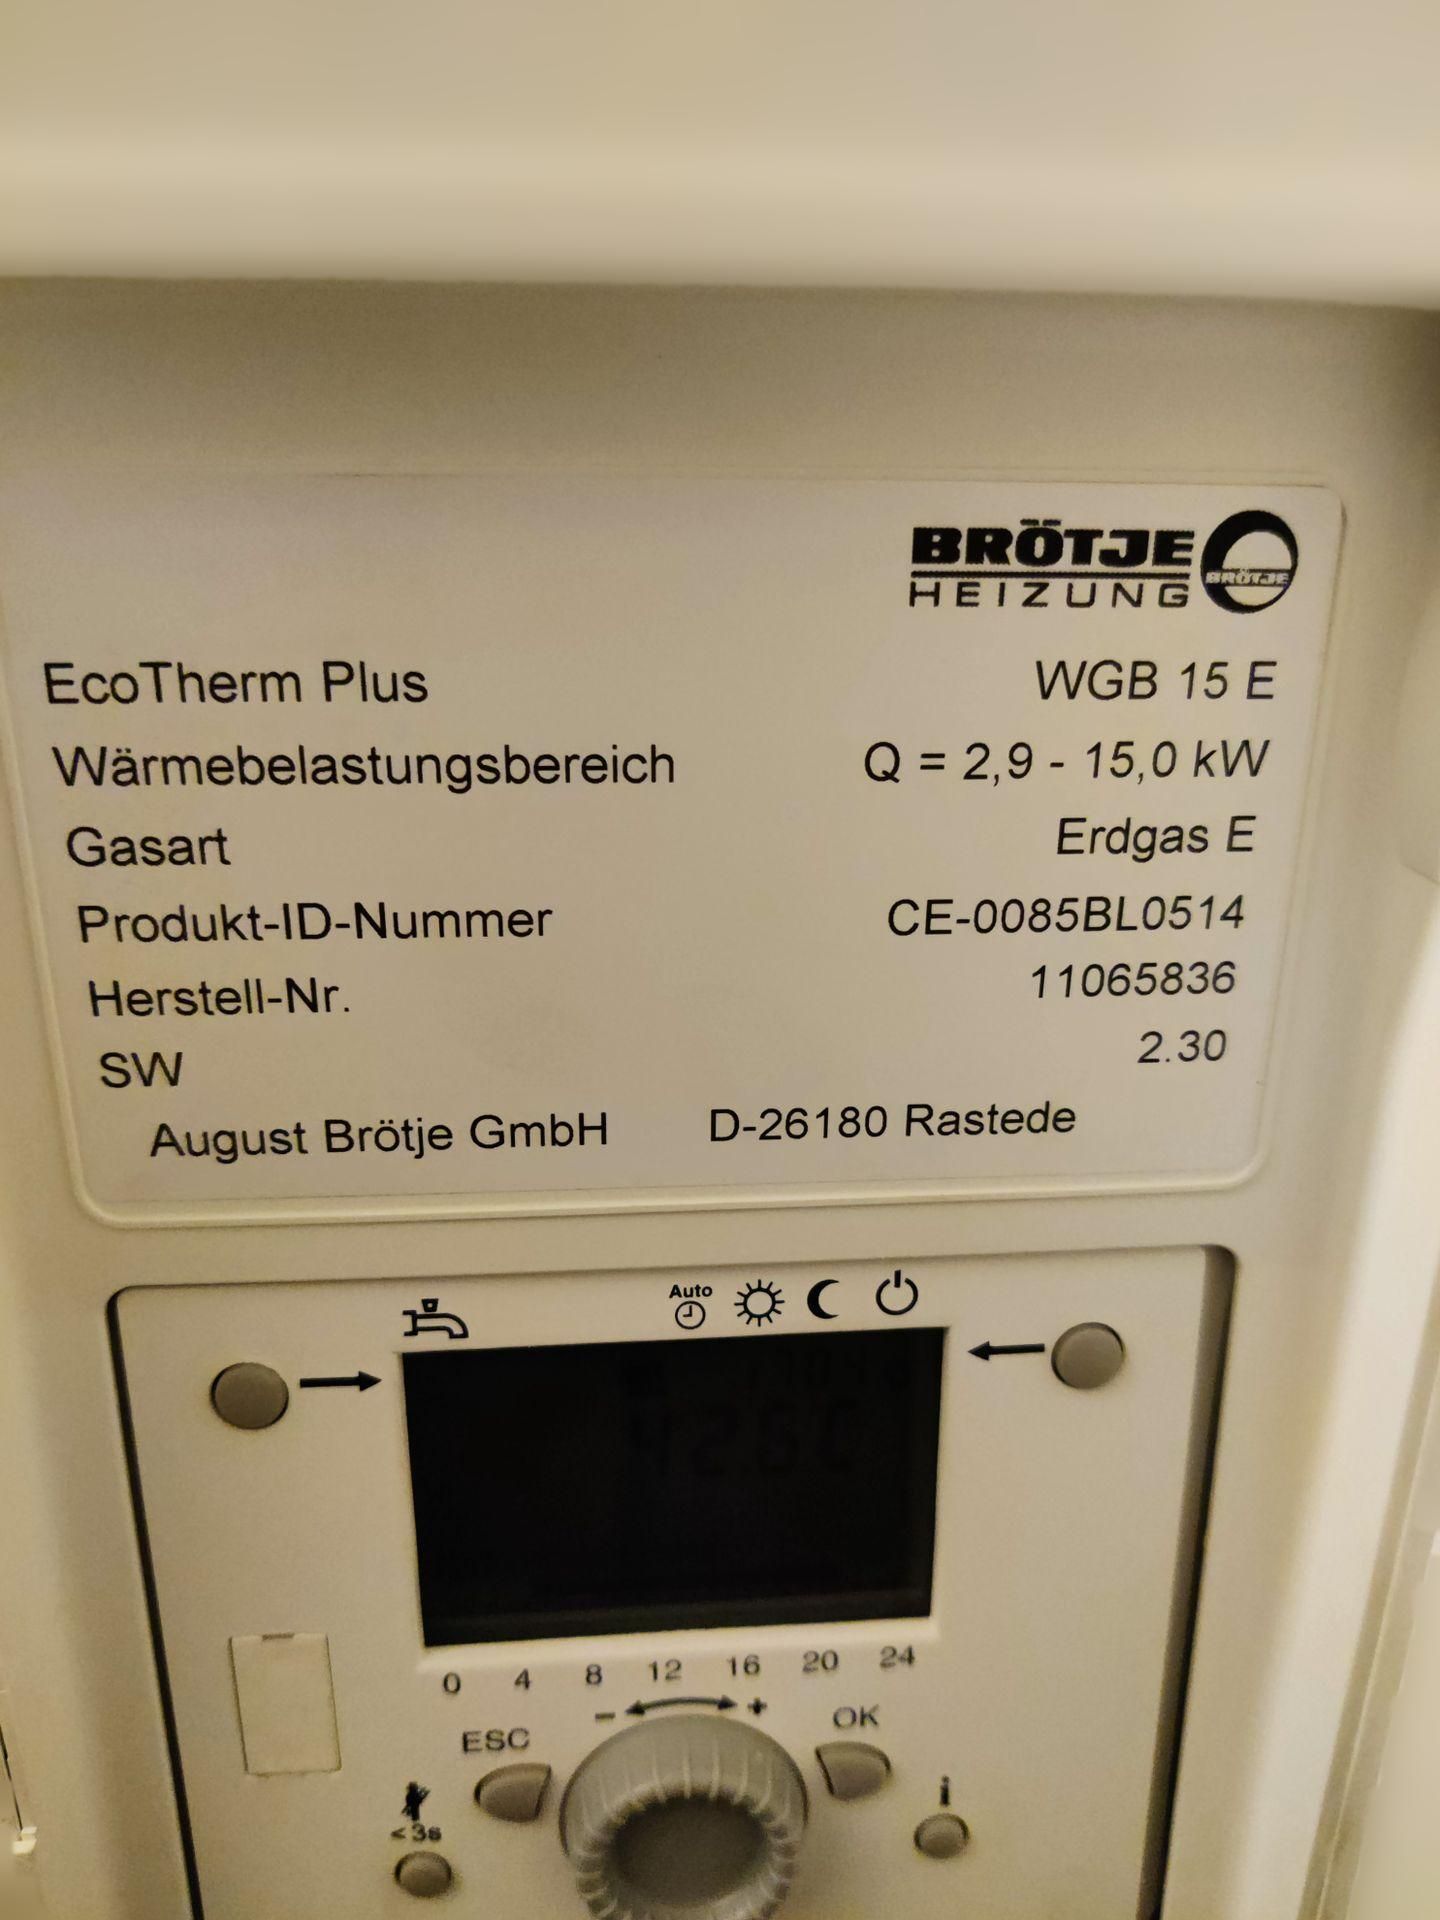 BRÖTJE
HEIZUNG
BRÖTJE
EcoTherm Plus WGB 15 E
Wärmebelastungsbereich Q = 2,9 - 15,0 kW
Gasart Erdgas E
Produkt-ID-Nummer CE-0085BL0514
Herstell-Nr. 11065836
SW 2.30
August Brötje GmbH D-26180 Rastede
Auto
0 4 8 12 16 20 24
− +
ESC OK
i
<3s